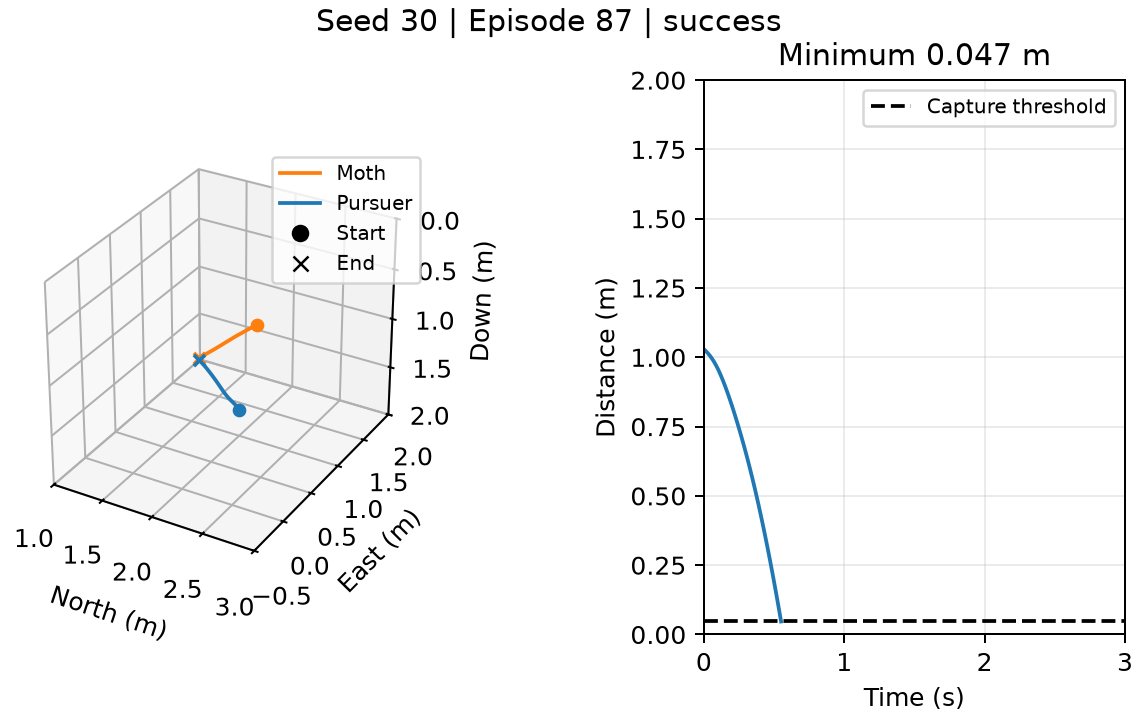 Seed 30 | Episode 87 | success
Moth
Pursuer
Start
End
0.0
0.5
1.0
1.5
2.0
Down (m)
2.0
1.5
1.0
0.5
0.0
−0.5
East (m)
1.0
1.5
2.0
2.5
3.0
North (m)
Minimum 0.047 m
Capture threshold
2.00
1.75
1.50
1.25
1.00
0.75
0.50
0.25
0.00
Distance (m)
0
1
2
3
Time (s)